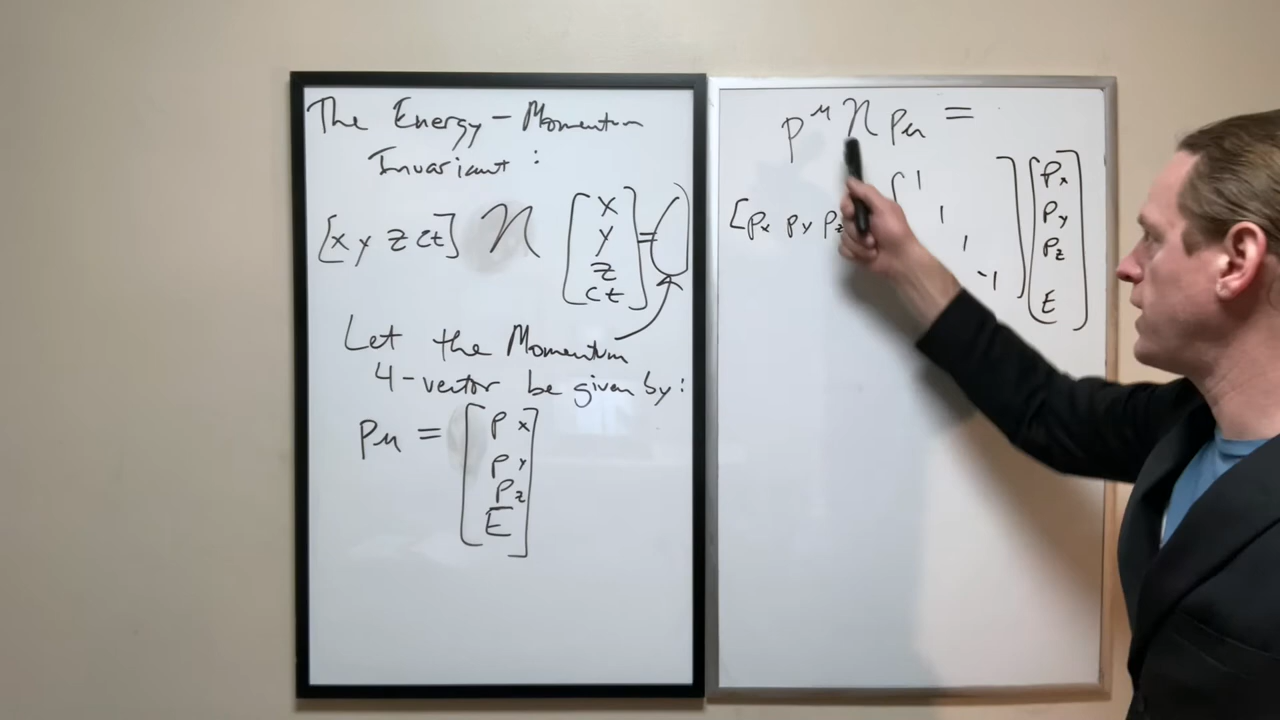 The Energy-Momentum
Invariant:
[x y z ct] η [x y z ct] = ( )
Let the Momentum
4-vector be given by:
pμ = [px py pz E]
p^μ η pμ =
[px py pz [1 1 1 -1] [px py pz E]